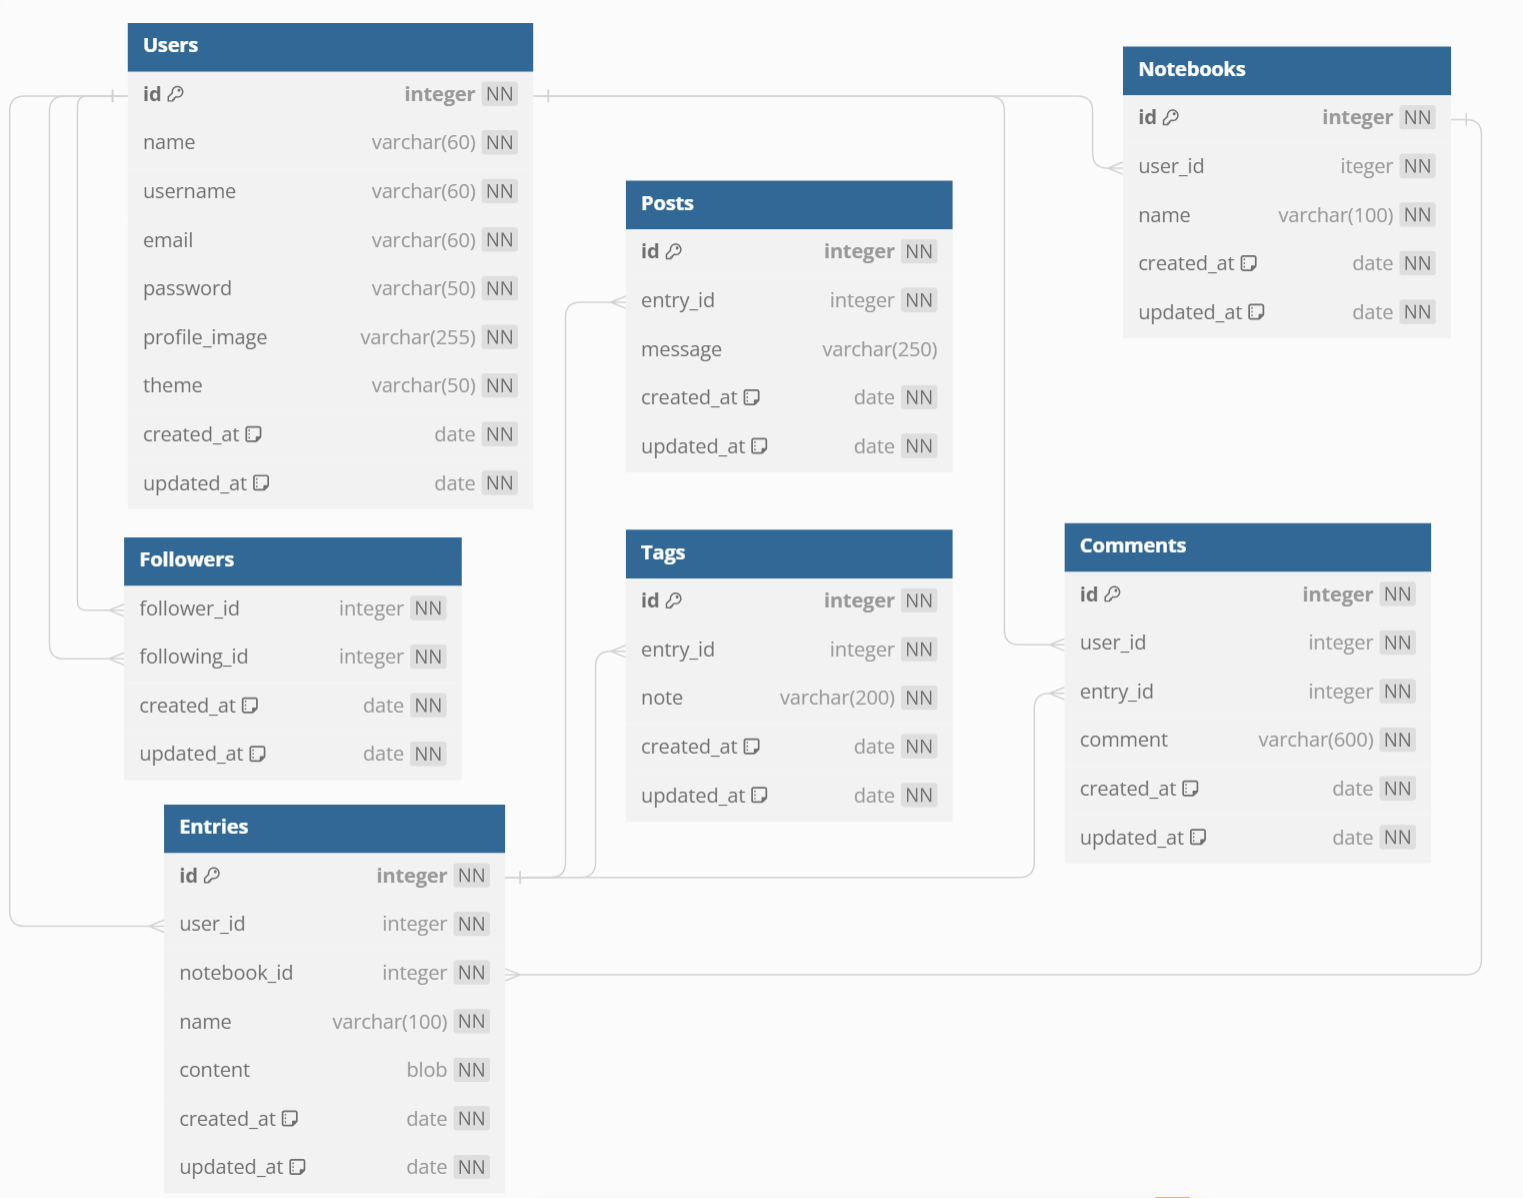 Users
id integer NN
name varchar(60) NN
username varchar(60) NN
email varchar(60) NN
password varchar(50) NN
profile_image varchar(255) NN
theme varchar(50) NN
created_at date NN
updated_at date NN
Followers
follower_id integer NN
following_id integer NN
created_at date NN
updated_at date NN
Entries
id integer NN
user_id integer NN
notebook_id integer NN
name varchar(100) NN
content blob NN
created_at date NN
updated_at date NN
Posts
id integer NN
entry_id integer NN
message varchar(250)
created_at date NN
updated_at date NN
Tags
id integer NN
entry_id integer NN
note varchar(200) NN
created_at date NN
updated_at date NN
Notebooks
id integer NN
user_id iteger NN
name varchar(100) NN
created_at date NN
updated_at date NN
Comments
id integer NN
user_id integer NN
entry_id integer NN
comment varchar(600) NN
created_at date NN
updated_at date NN